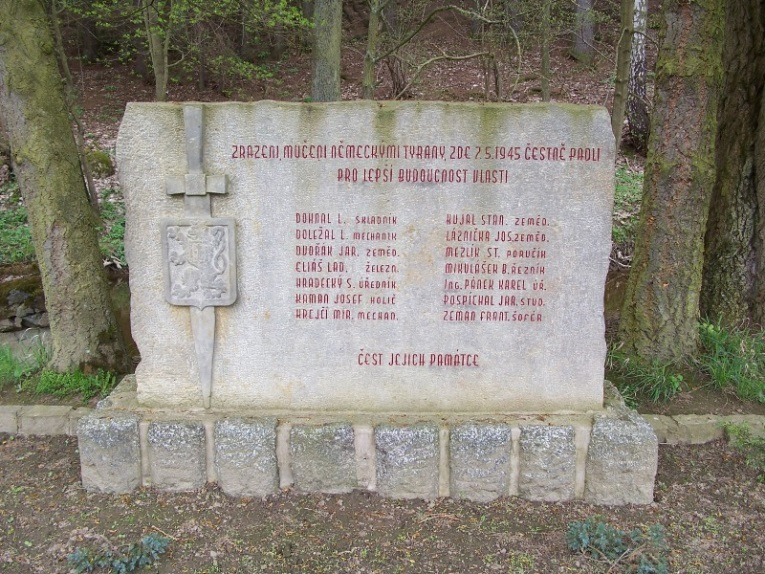 ZRAZENI, MUČENI NĚMECKÝMI TYRANY, ZDE 7.5.1945 ČESTNĚ PADLI
PRO LEPŠÍ BUDOUCNOST VLASTI
DOKNAL L. SKLADNÍK
DOLEŽAL L. MECHANIK
DVOŘÁK JAR. ZEMĚD.
ELIÁŠ LAD. ŽELEZN.
HRADECKÝ S. ÚŘEDNÍK
KAMAN JOSEF HOLIČ
KREJČÍ MIR. MECHAN.
KUJAL STAN. ZEMĚD.
LÁZNIČKA JOS. ZEMĚD.
MEZLÍK ST. PORUČÍK
MIKULÁŠEK B. ŘEZNÍK
Ing. PÁNEK KAREL ÚŘ.
POSPÍCHAL JAR. STUD.
ZEMAN FRANT. ŠOFÉR
ČEST JEJICH PAMÁTCE